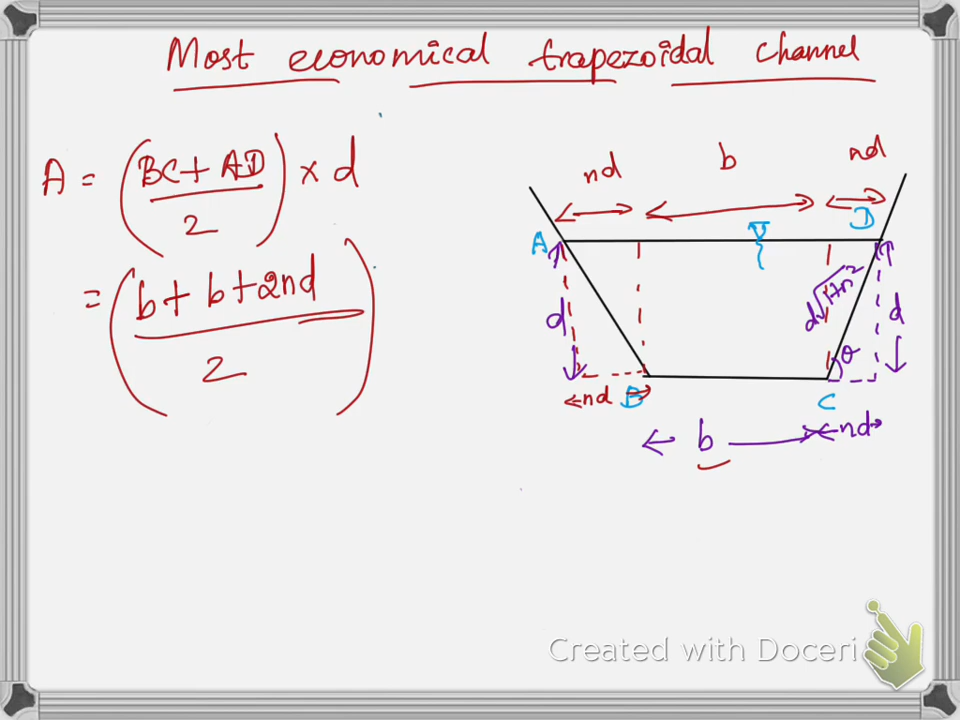 Most economical trapezoidal channel
A = (BC + AD / 2) × d
= (b + b + 2nd / 2)
nd b nd
A D
d d√1+n² d
θ
nd B C
b nd
Created with Doceri